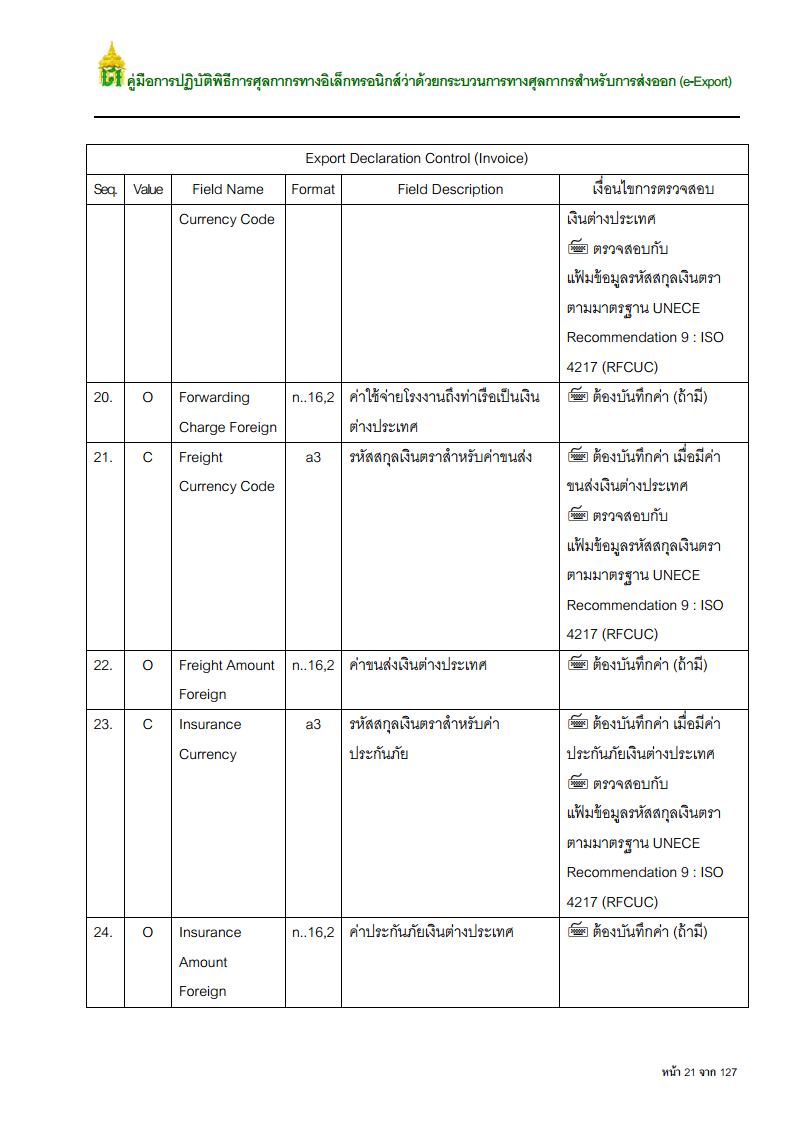 คู่มือการปฏิบัติพิธีการศุลกากรทางอิเล็กทรอนิกส์ว่าด้วยกระบวนการทางศุลกากรสำหรับการส่งออก (e-Export)
Export Declaration Control (Invoice)
Seq. Value Field Name Format Field Description เงื่อนไขการตรวจสอบ
Currency Code เงินต่างประเทศ
ตรวจสอบกับ
แฟ้มข้อมูลรหัสสกุลเงินตรา
ตามมาตรฐาน UNECE
Recommendation 9 : ISO
4217 (RFCUC)
20. O Forwarding n..16,2 ค่าใช้จ่ายโรงงานถึงท่าเรือเป็นเงิน ต้องบันทึกค่า (ถ้ามี)
Charge Foreign ต่างประเทศ
21. C Freight a3 รหัสสกุลเงินตราสำหรับค่าขนส่ง ต้องบันทึกค่า เมื่อมีค่า
Currency Code ขนส่งเงินต่างประเทศ
ตรวจสอบกับ
แฟ้มข้อมูลรหัสสกุลเงินตรา
ตามมาตรฐาน UNECE
Recommendation 9 : ISO
4217 (RFCUC)
22. O Freight Amount n..16,2 ค่าขนส่งเงินต่างประเทศ ต้องบันทึกค่า (ถ้ามี)
Foreign
23. C Insurance a3 รหัสสกุลเงินตราสำหรับค่า ต้องบันทึกค่า เมื่อมีค่า
Currency ประกันภัย ประกันภัยเงินต่างประเทศ
ตรวจสอบกับ
แฟ้มข้อมูลรหัสสกุลเงินตรา
ตามมาตรฐาน UNECE
Recommendation 9 : ISO
4217 (RFCUC)
24. O Insurance n..16,2 ค่าประกันภัยเงินต่างประเทศ ต้องบันทึกค่า (ถ้ามี)
Amount
Foreign
หน้า 21 จาก 127